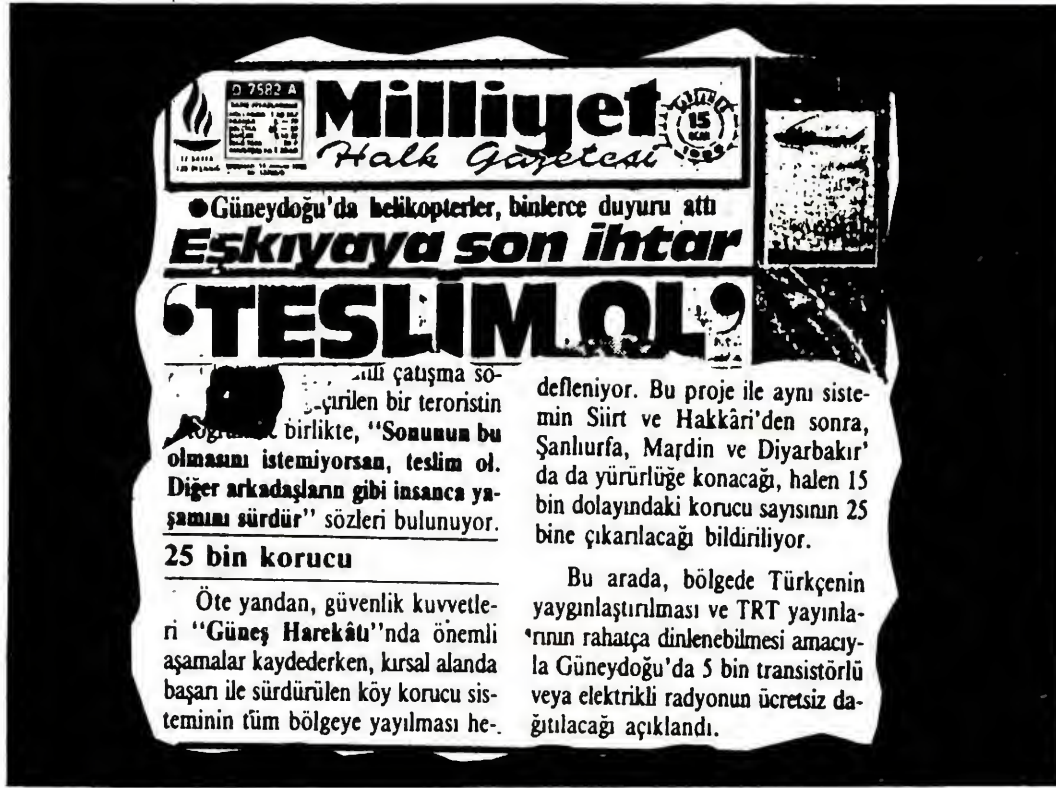 D 7582 A
Milliyet
Halk Gazetesi
15
●Güneydoğu'da helikopterler, binlerce duyuru attı
Eşkıyaya son ihtar
'TESLİM OL'
çatışma so-
çirilen bir teroristin
birlikte, "Sonunun bu
olmasını istemiyorsan, teslim ol.
Diğer arkadaşların gibi insanca ya-
şamını sürdür" sözleri bulunuyor.
25 bin korucu
Öte yandan, güvenlik kuvvetle-
ri "Güneş Harekâtı"nda önemli
aşamalar kaydederken, kırsal alanda
başarı ile sürdürülen köy korucu sis-
teminin tüm bölgeye yayılması he-
defleniyor. Bu proje ile aynı siste-
min Siirt ve Hakkâri'den sonra,
Şanlıurfa, Mardin ve Diyarbakır'
da da yürürlüğe konacağı, halen 15
bin dolayındaki korucu sayısının 25
bine çıkarılacağı bildiriliyor.
Bu arada, bölgede Türkçenin
yaygınlaştırılması ve TRT yayınla-
rının rahatça dinlenebilmesi amacıy-
la Güneydoğu'da 5 bin transistörlü
veya elektrikli radyonun ücretsiz da-
ğıtılacağı açıklandı.